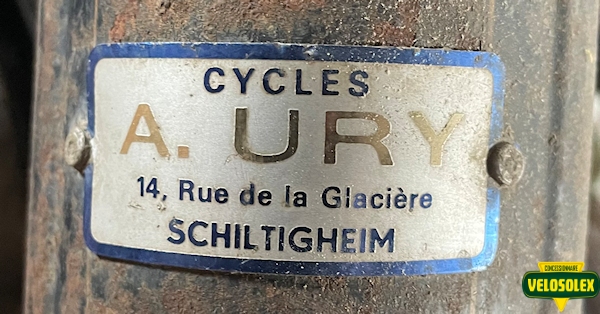 CYCLES
A. URY
14, Rue de la Glacière
SCHILTIGHEIM
CONCESSIONNAIRE
VELOSOLEX